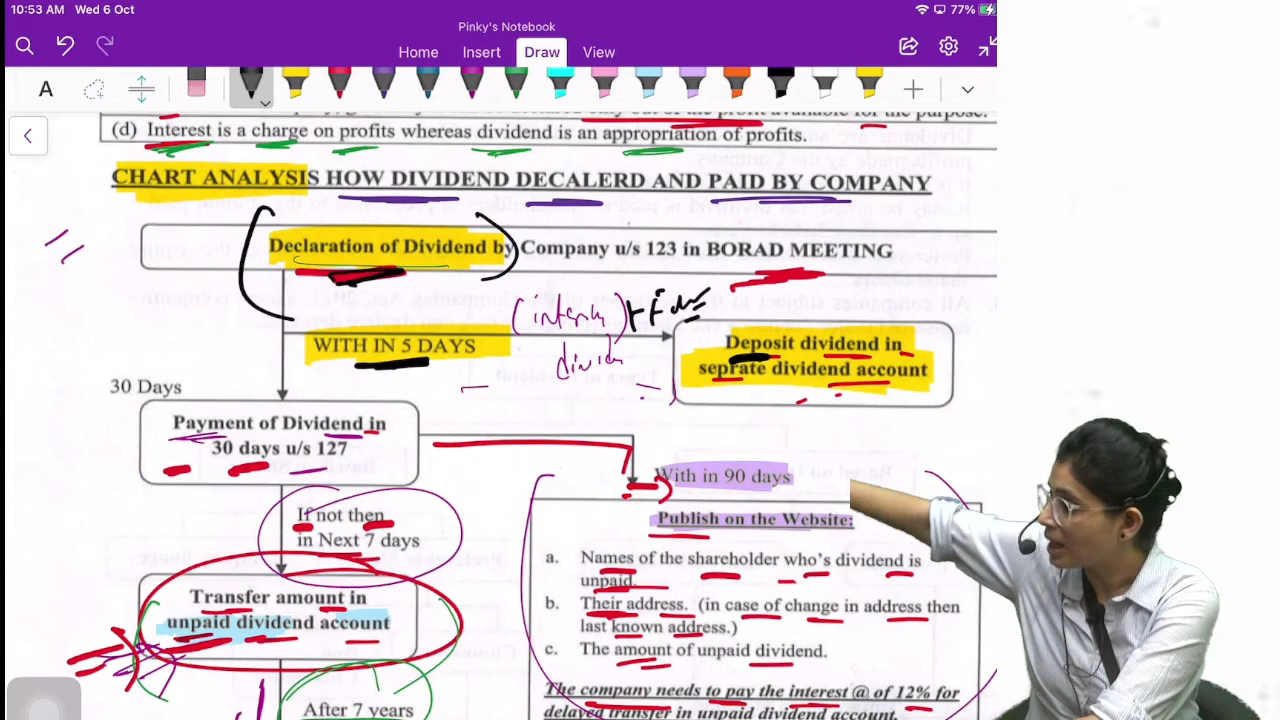 10:53 AM Wed 6 Oct
77%
Pinky's Notebook
Home Insert Draw View
A
(d) Interest is a charge on profits whereas dividend is an appropriation of profits.
CHART ANALYSIS HOW DIVIDEND DECALERD AND PAID BY COMPANY
Declaration of Dividend by Company u/s 123 in BORAD MEETING
WITH IN 5 DAYS
Deposit dividend in
seprate dividend account
30 Days
Payment of Dividend in
30 days u/s 127
With in 90 days
If not then
in Next 7 days
Publish on the Website:
a. Names of the shareholder who's dividend is
unpaid.
b. Their address. (in case of change in address then
last known address.)
c. The amount of unpaid dividend.
Transfer amount in
unpaid dividend account
The company needs to pay the interest @ of 12% for
delayed transfer in unpaid dividend account.
After 7 years